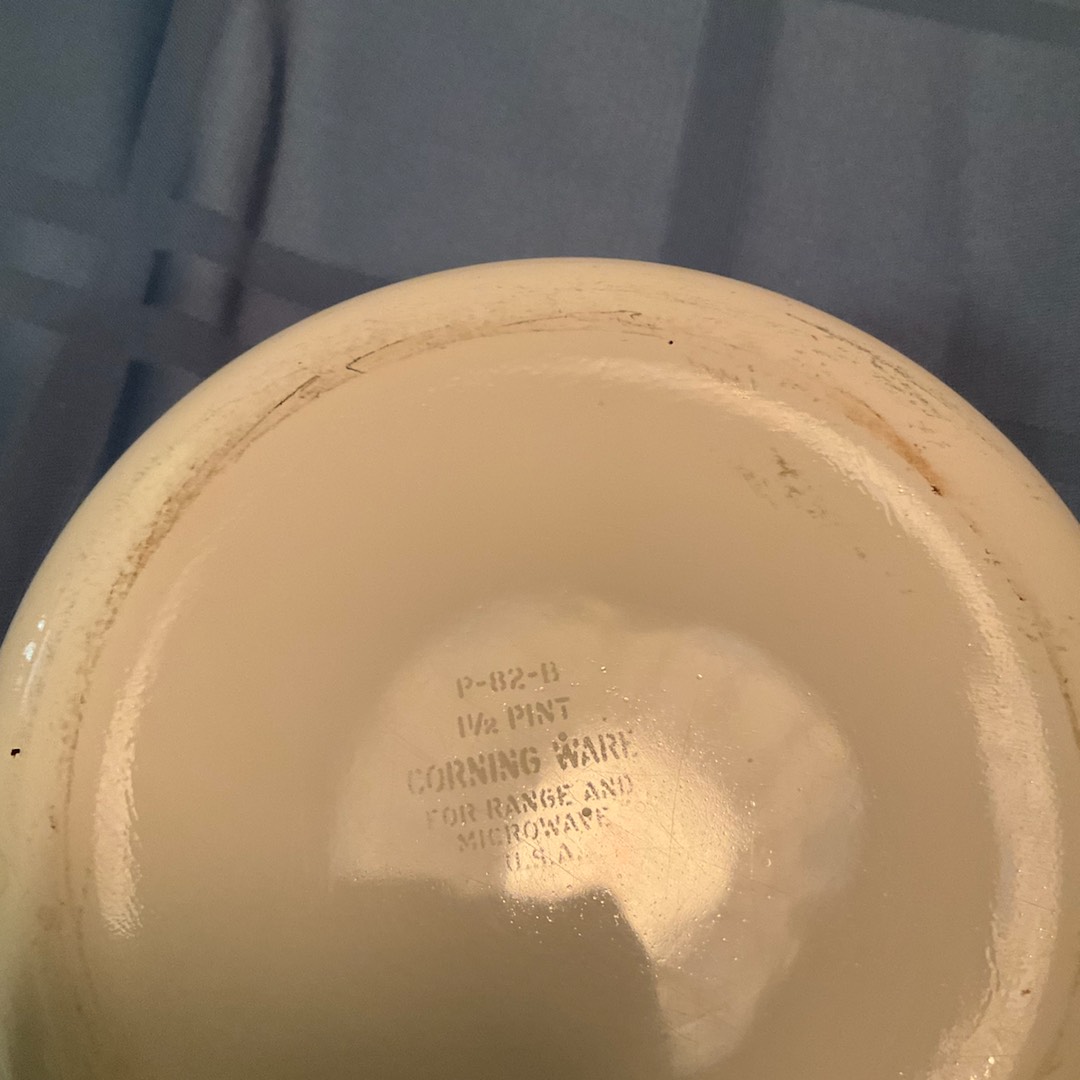 P-82-B
1½ PINT
CORNING WARE
FOR RANGE AND
MICROWAVE
U.S.A.